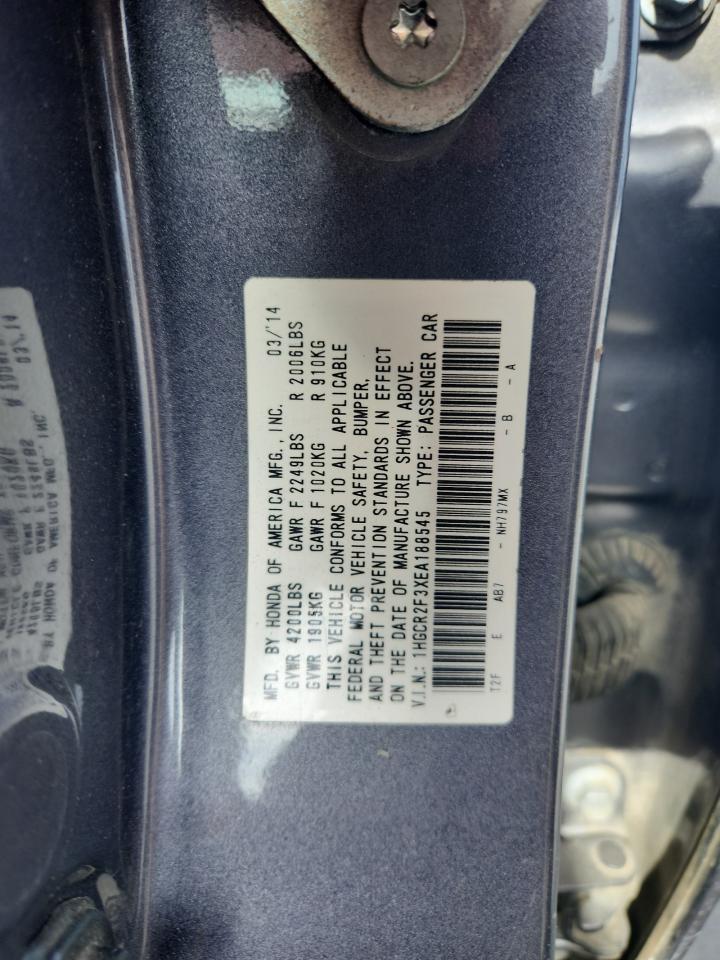 MFD. BY HONDA OF AMERICA MFG., INC. 03/'14
GVWR 4200LBS GAWR F 2249LBS R 2006LBS
GVWR 1905KG GAWR F 1020KG R 910KG
THIS VEHICLE CONFORMS TO ALL APPLICABLE
FEDERAL MOTOR VEHICLE SAFETY, BUMPER,
AND THEFT PREVENTION STANDARDS IN EFFECT
ON THE DATE OF MANUFACTURE SHOWN ABOVE.
V.I.N.: 1HGCR2F3XEA188545 TYPE: PASSENGER CAR
T2F E AB7 - NH797MX - B - A